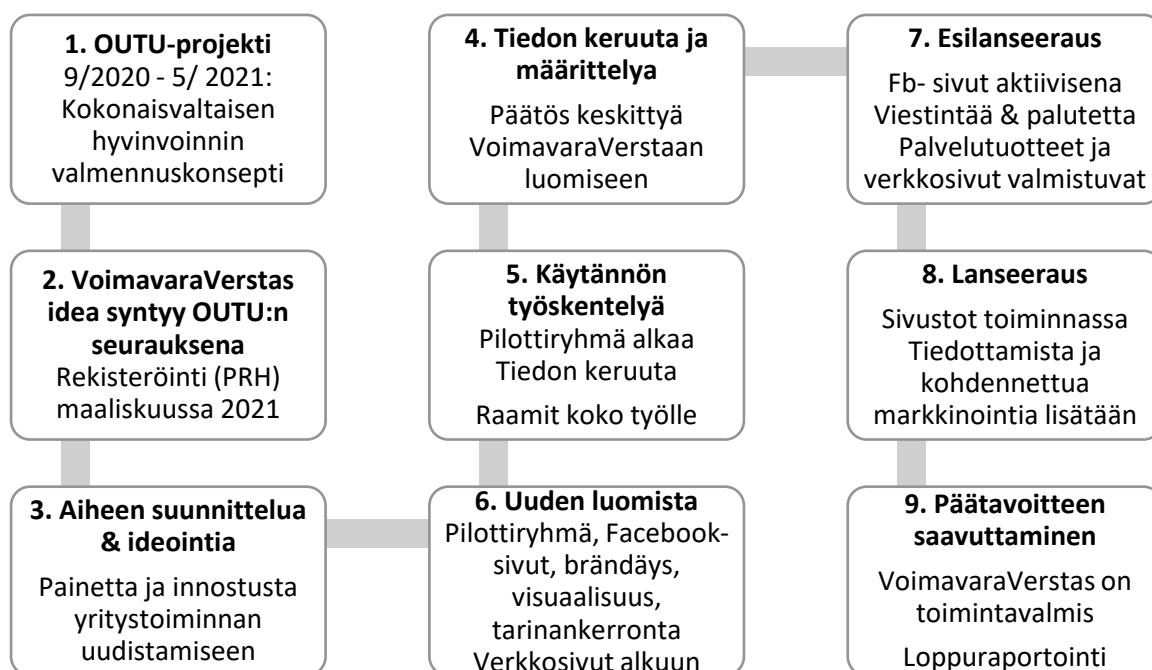 1. OUTU-projekti
9/2020 - 5/ 2021:
Kokonaisvaltaisen
hyvinvoinnin
valmennuskonsepti
2. VoimavaraVerstas
idea syntyy OUTU:n
seurauksena
Rekisteröinti (PRH)
maaliskuussa 2021
3. Aiheen suunnittelua
& ideointia
Painetta ja innostusta
yritystoiminnan
uudistamiseen
4. Tiedon keruuta ja
määrittelya
Päätös keskittyä
VoimavaraVerstaan
luomiseen
5. Käytännön
työskentelyä
Pilottiryhmä alkaa
Tiedon keruuta
Raamit koko työlle
6. Uuden luomista
Pilottiryhmä, Facebook-
sivut, brändäys,
visuaalisuus,
tarinankerronta
Verkkosivut alkuun
7. Esilanseeraus
Fb- sivut aktiivisena
Viestintää & palutetta
Palvelutuotteet ja
verkkosivut valmistuvat
8. Lanseeraus
Sivustot toiminnassa
Tiedottamista ja
kohdennettua
markkinointia lisätään
9. Päätavoitteen
saavuttaminen
VoimavaraVerstas on
toimintavalmis
Loppuraportointi